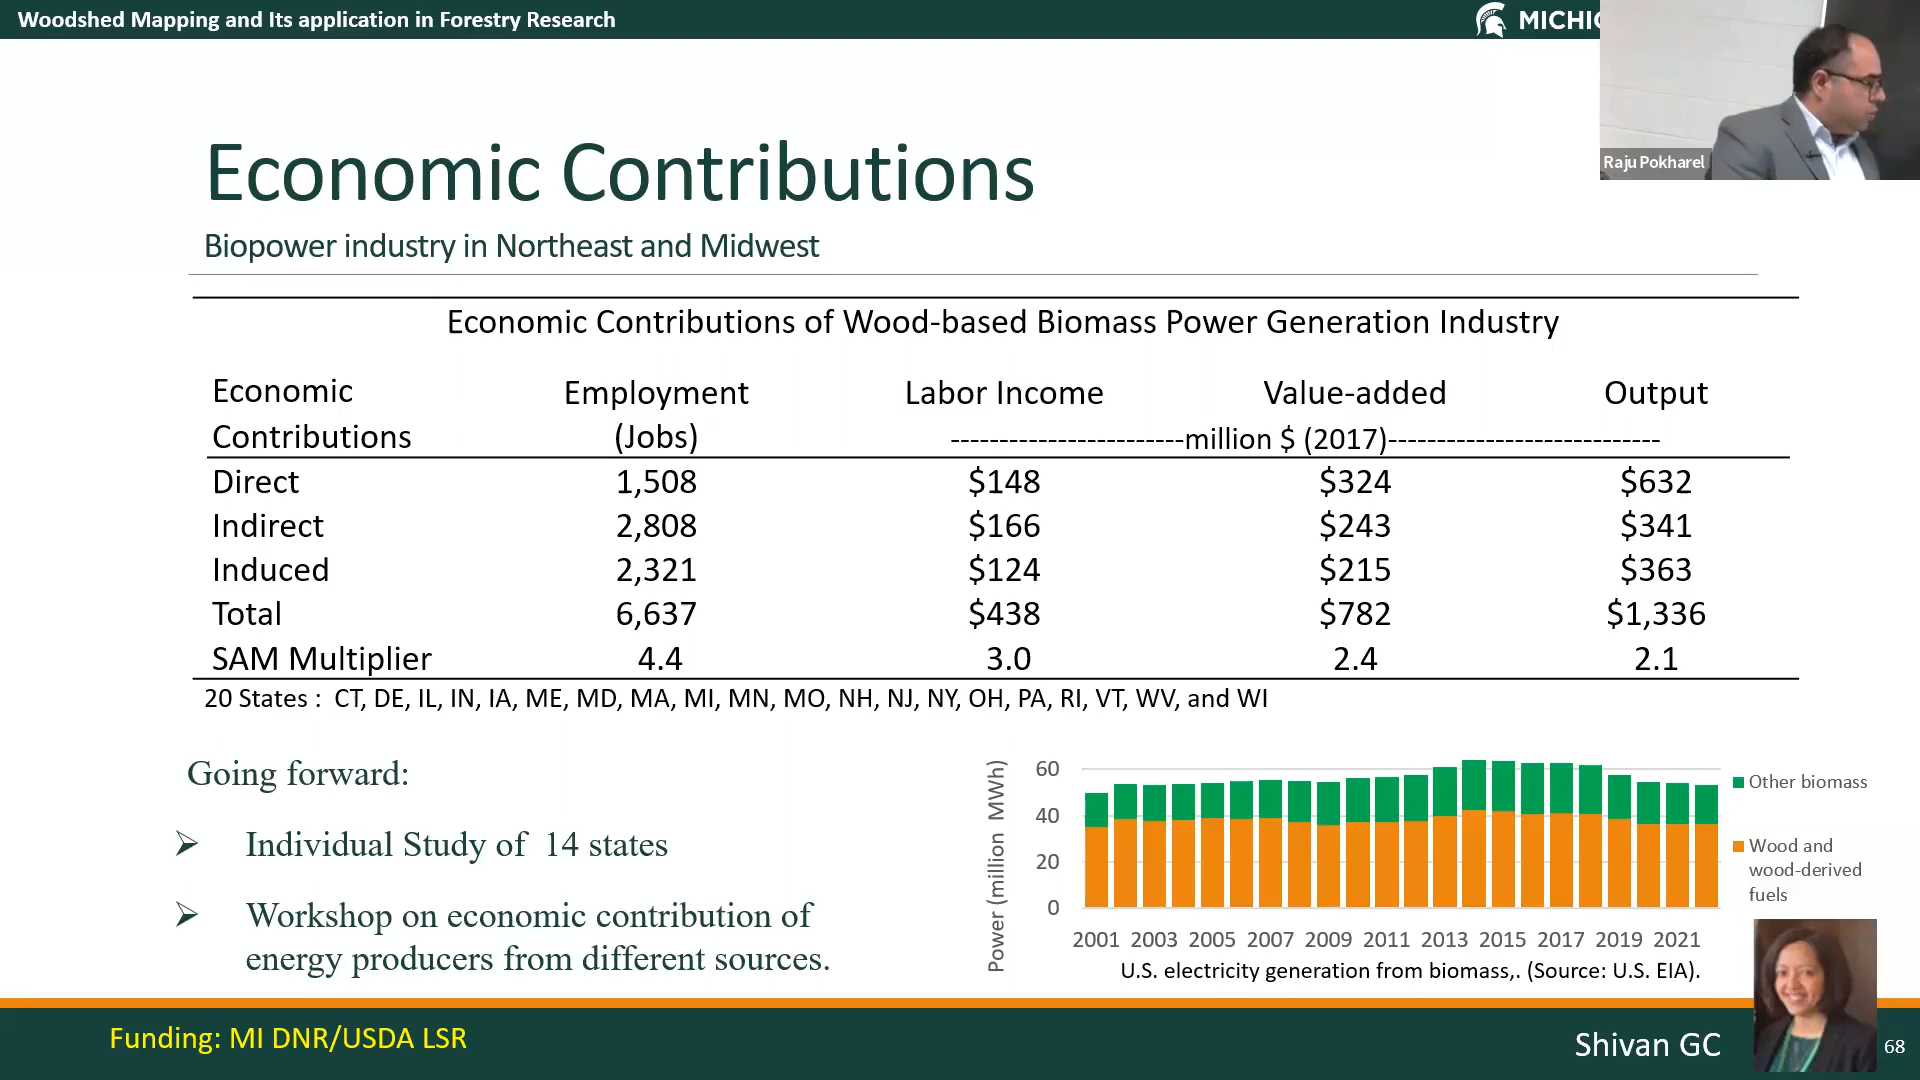 Woodshed Mapping and Its application in Forestry Research
MICHI
Raju Pokharel
Economic Contributions
Biopower industry in Northeast and Midwest
Economic Contributions of Wood-based Biomass Power Generation Industry
Economic Contributions Employment (Jobs) Labor Income Value-added Output
------------------------million $ (2017)----------------------------
Direct 1,508 $148 $324 $632
Indirect 2,808 $166 $243 $341
Induced 2,321 $124 $215 $363
Total 6,637 $438 $782 $1,336
SAM Multiplier 4.4 3.0 2.4 2.1
20 States : CT, DE, IL, IN, IA, ME, MD, MA, MI, MN, MO, NH, NJ, NY, OH, PA, RI, VT, WV, and WI
Going forward:
Individual Study of 14 states
Workshop on economic contribution of
energy producers from different sources.
Power (million MWh)
60
40
20
0
2001 2003 2005 2007 2009 2011 2013 2015 2017 2019 2021
Other biomass
Wood and
wood-derived
fuels
U.S. electricity generation from biomass,. (Source: U.S. EIA).
Funding: MI DNR/USDA LSR
Shivan GC
68